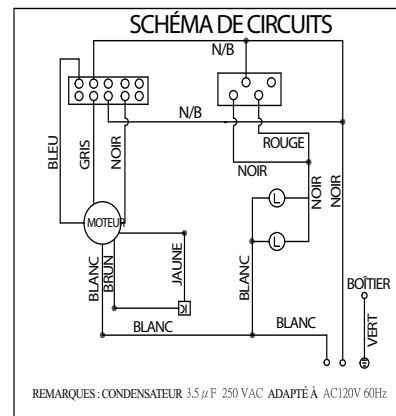 SCHÉMA DE CIRCUITS
N/B
N/B
BLEU
GRIS
NOIR
ROUGE
NOIR
NOIR
NOIR
MOTEUR
BLANC
BRUN
JAUNE
BLANC
L
L
BOÎTIER
VERT
BLANC
BLANC
REMARQUES : CONDENSATEUR 3.5 μF 250 VAC ADAPTÉ À AC120V 60Hz